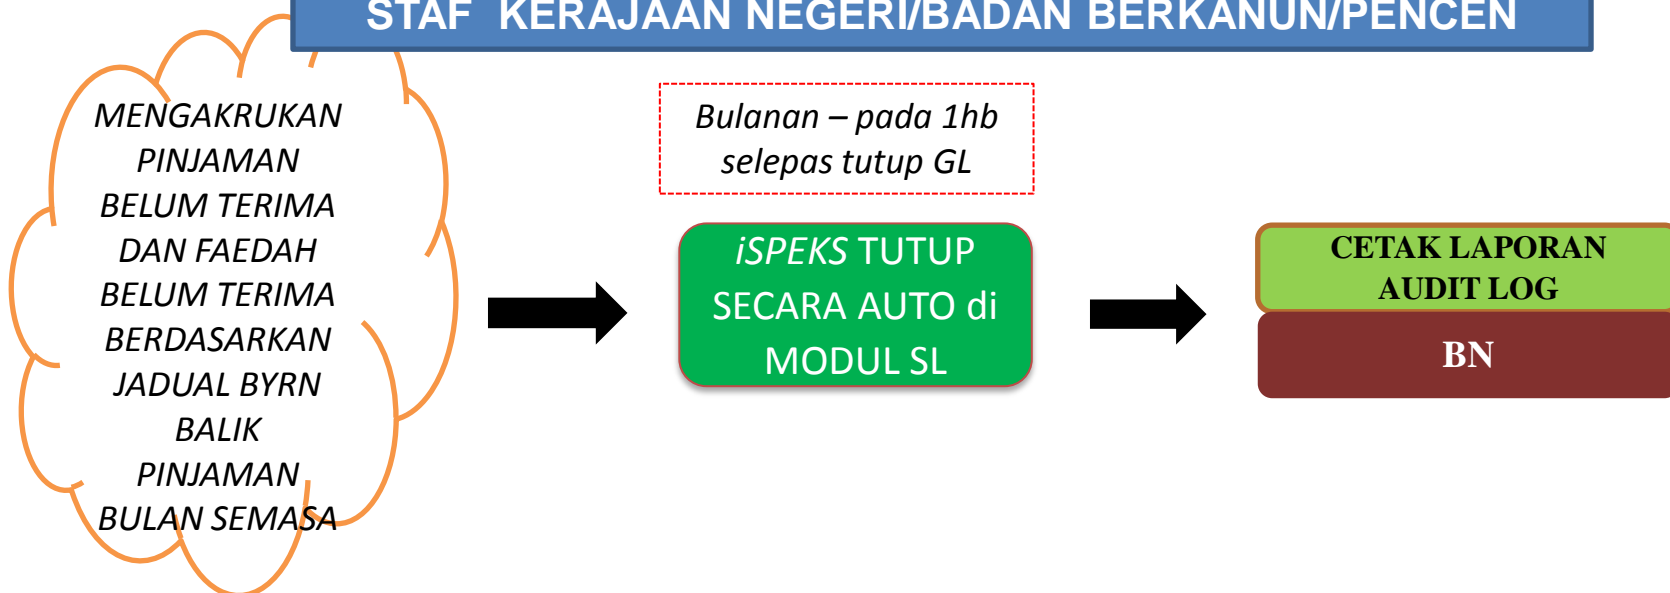 STAF KERAJAAN NEGERI/BADAN BERKANUN/PENCEN
MENGAKRUKAN
PINJAMAN
BELUM TERIMA
DAN FAEDAH
BELUM TERIMA
BERDASARKAN
JADUAL BYRN
BALIK
PINJAMAN
BULAN SEMASA
Bulanan – pada 1hb
selepas tutup GL
iSPEKS TUTUP
SECARA AUTO di
MODUL SL
CETAK LAPORAN
AUDIT LOG
BN